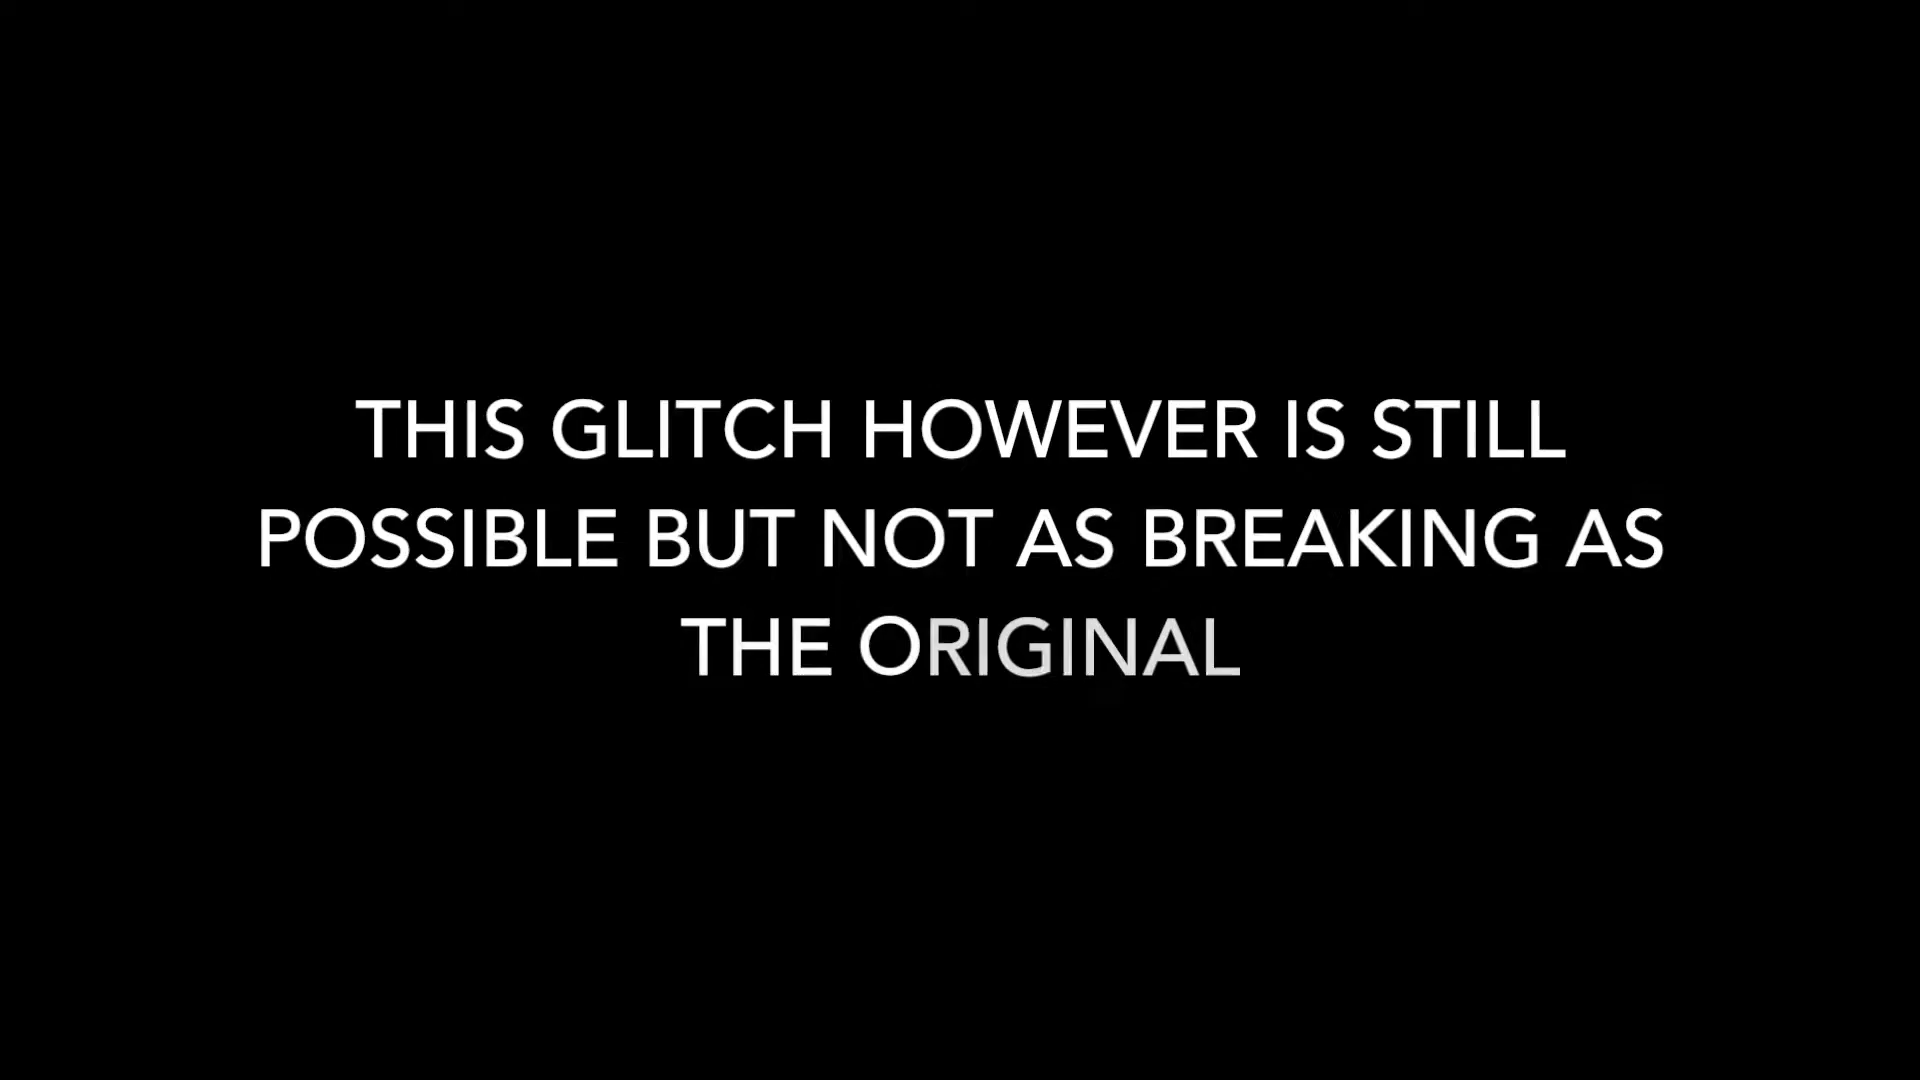 THIS GLITCH HOWEVER IS STILL
POSSIBLE BUT NOT AS BREAKING AS
THE ORIGINAL